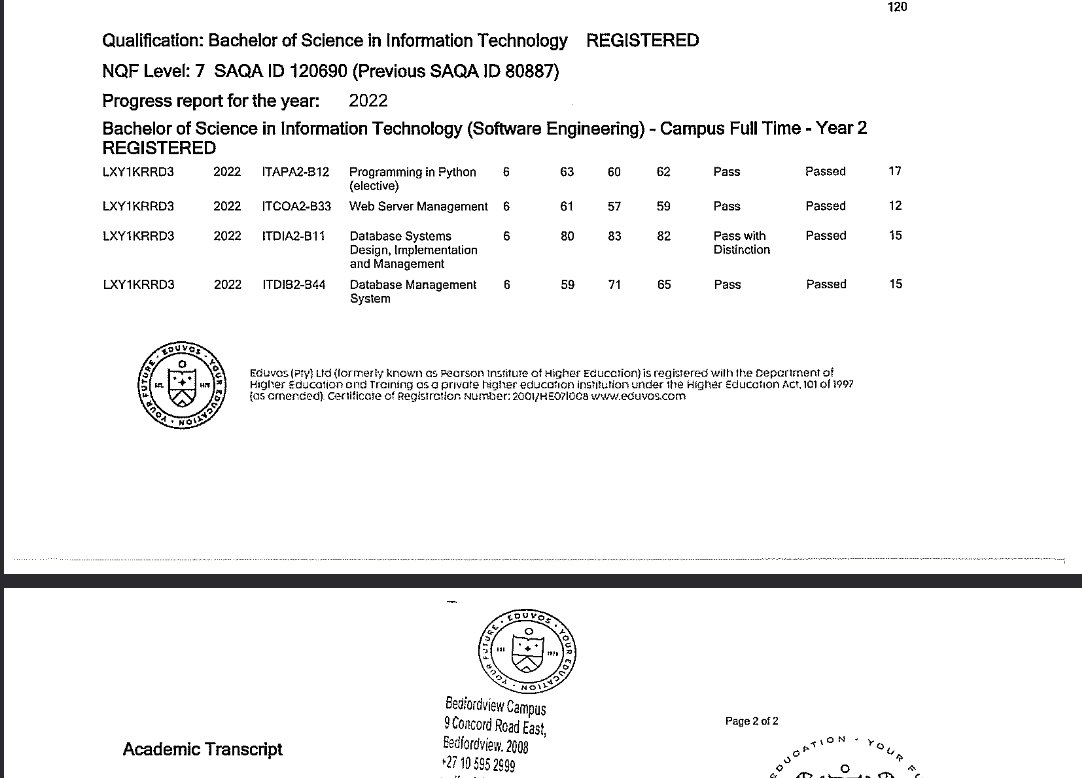 120
Qualification: Bachelor of Science in Information Technology REGISTERED
NQF Level: 7 SAQA ID 120690 (Previous SAQA ID 80887)
Progress report for the year: 2022
Bachelor of Science in Information Technology (Software Engineering) - Campus Full Time - Year 2
REGISTERED
LXY1KRRD3 2022 ITAPA2-B12 Programming in Python 6 63 60 62 Pass Passed 17
(elective)
LXY1KRRD3 2022 ITCOA2-B33 Web Server Management 6 61 57 59 Pass Passed 12
LXY1KRRD3 2022 ITDIA2-B11 Database Systems 6 80 83 82 Pass with Passed 15
Design, Implementation Distinction
and Management
LXY1KRRD3 2022 ITDIB2-B44 Database Management 6 59 71 65 Pass Passed 15
System
EDUVOS · YOUR EDUCATION · YOUR FUTURE ·
Eduvos (Pty) Ltd (formerly known as Pearson Institute of Higher Education) is registered with the Department of
Higher Education and Training as a private higher education institution under the Higher Education Act, 101 of 1997
(as amended). Certificate of Registration Number: 2001/HE07/008 www.eduvos.com
EDUVOS · YOUR EDUCATION · YOUR FUTURE ·
Bedfordview Campus
9 Concord Road East,
Bedfordview. 2008
+27 10 595 2999
Page 2 of 2
Academic Transcript
EDUCATION · YOUR